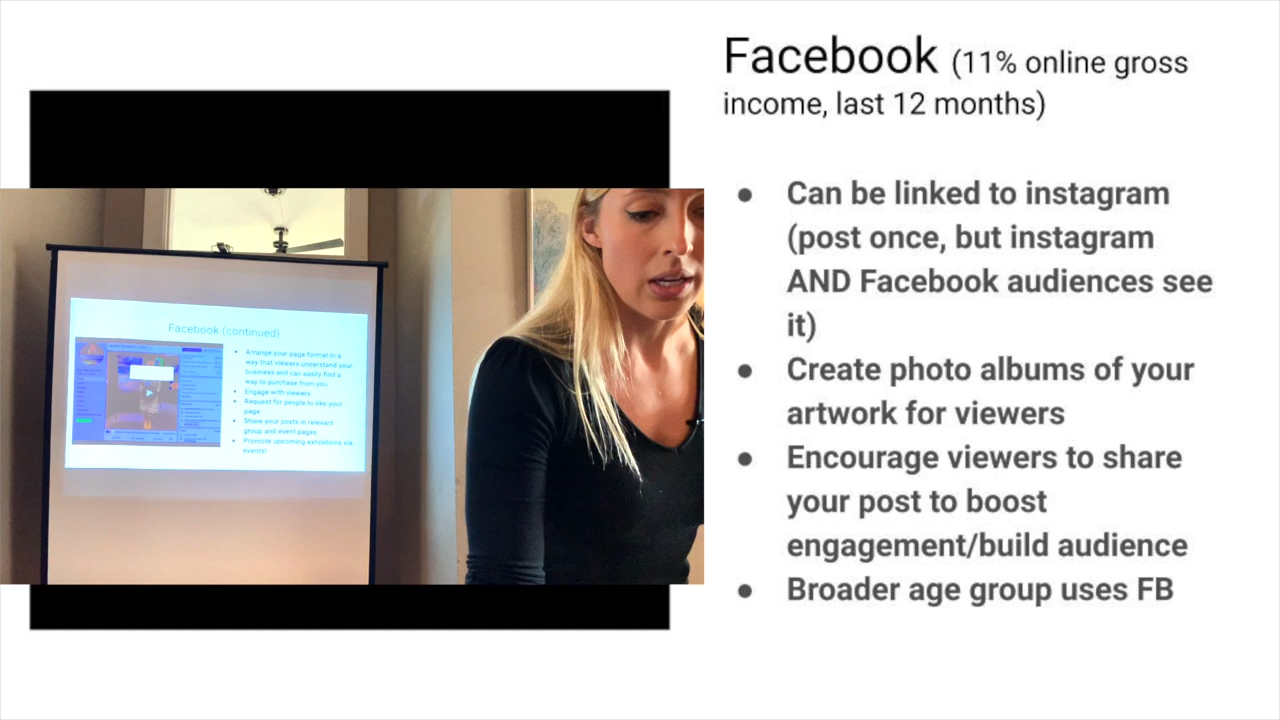 Facebook (11% online gross
income, last 12 months)
● Can be linked to instagram
(post once, but instagram
AND Facebook audiences see
it)
● Create photo albums of your
artwork for viewers
● Encourage viewers to share
your post to boost
engagement/build audience
● Broader age group uses FB
Facebook (continued)
• Arrange your page format in a
way that viewers understand your
business and can easily find a
way to purchase from you.
• Engage with viewers
• Request for people to like your
page
• Share your posts in relevant
group and event pages
• Promote upcoming exhibitions via
events!